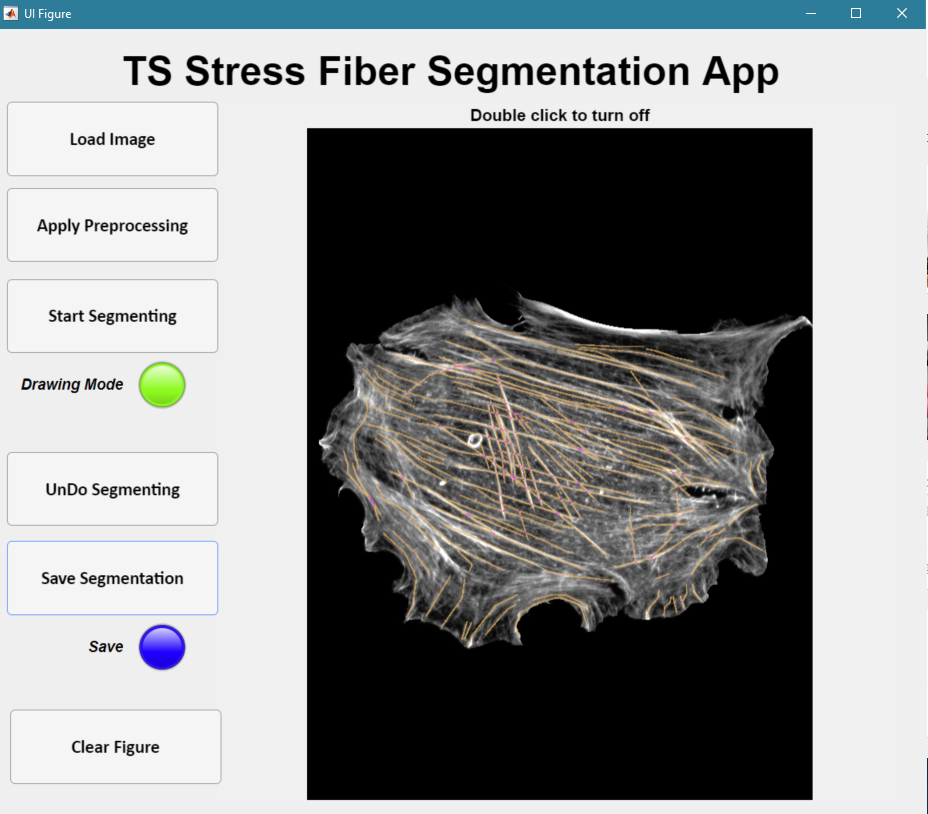 UI Figure
TS Stress Fiber Segmentation App
Double click to turn off
Load Image
Apply Preprocessing
Start Segmenting
Drawing Mode
UnDo Segmenting
Save Segmentation
Save
Clear Figure